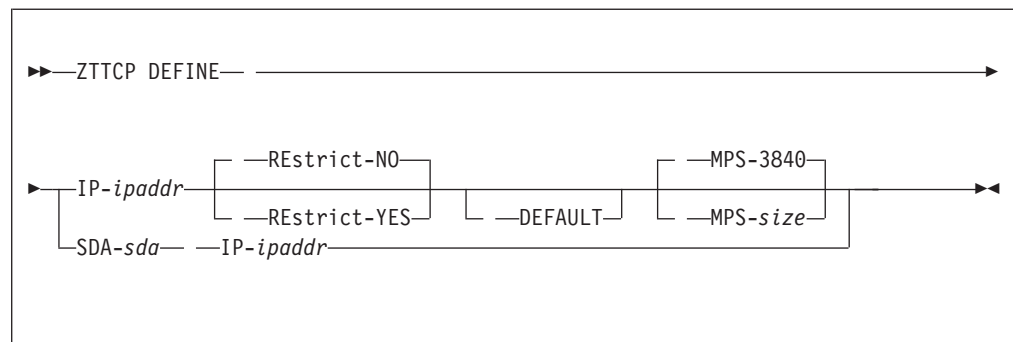 ZTTCP DEFINE
REstrict-NO MPS-3840
IP-ipaddr
REstrict-YES DEFAULT MPS-size
SDA-sda IP-ipaddr